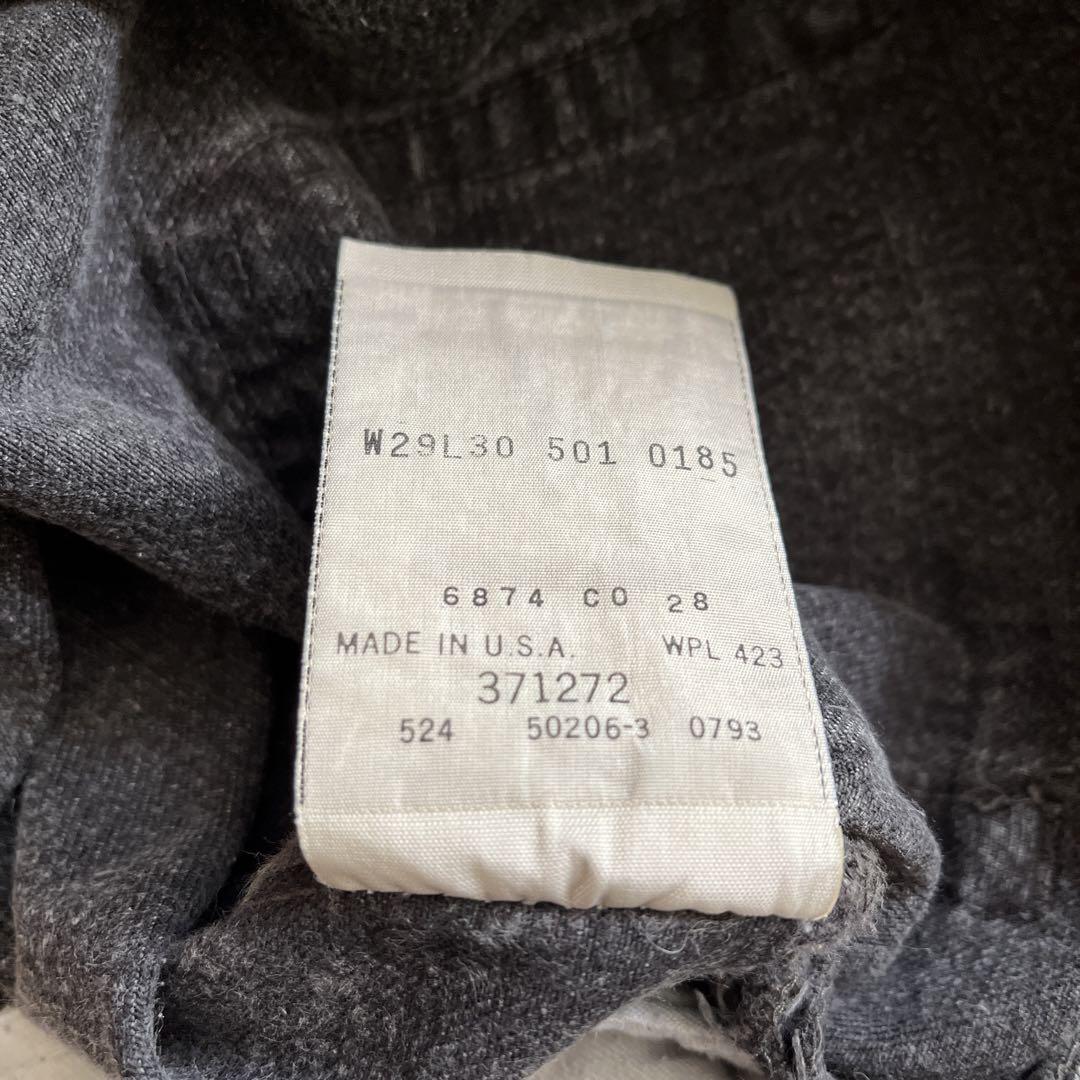 W29L30 501 0185
6874 CO 28
MADE IN U.S.A. WPL 423
371272
524 50206-3 0793